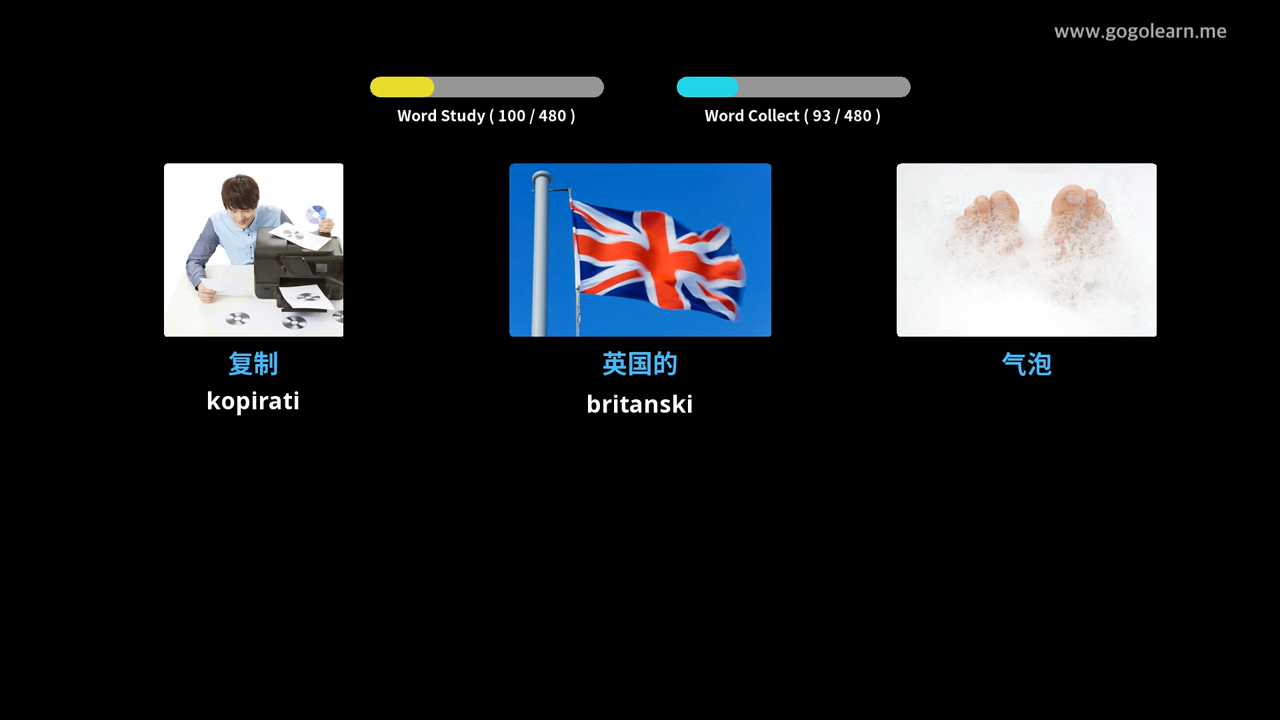 www.gogolearn.me
Word Study ( 100 / 480 )
Word Collect ( 93 / 480 )
复制
kopirati
英国的
britanski
气泡